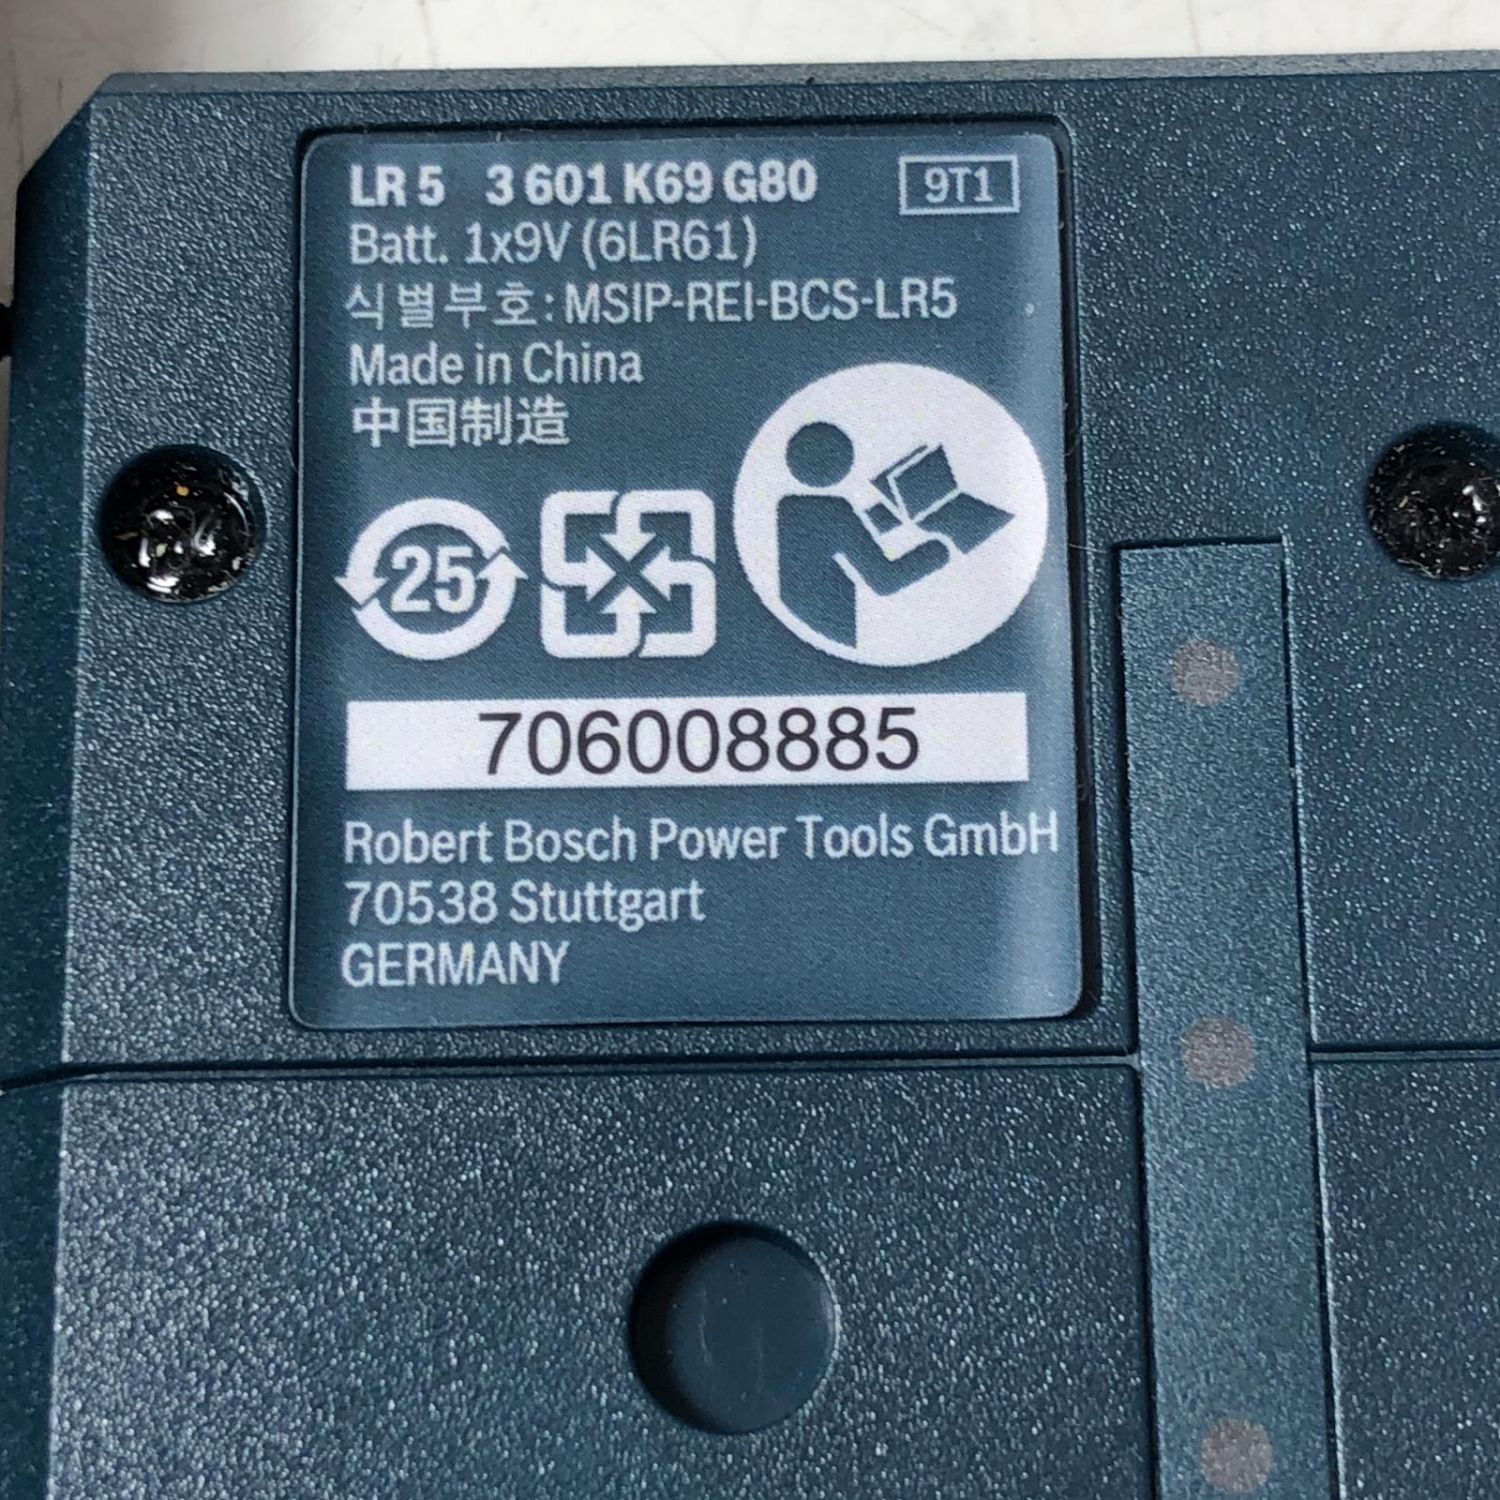 LR 5 3 601 K69 G80 9T1
Batt. 1x9V (6LR61)
식별부호: MSIP-REI-BCS-LR5
Made in China
中国制造
25
706008885
Robert Bosch Power Tools GmbH
70538 Stuttgart
GERMANY